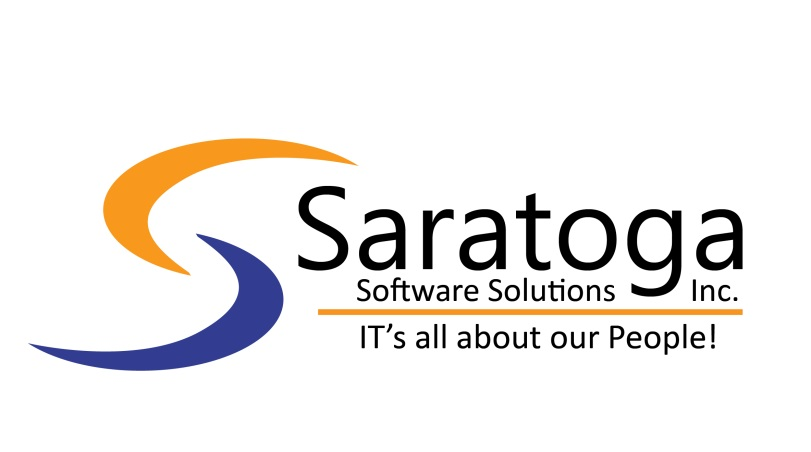 Saratoga
Software Solutions Inc.
IT’s all about our People!